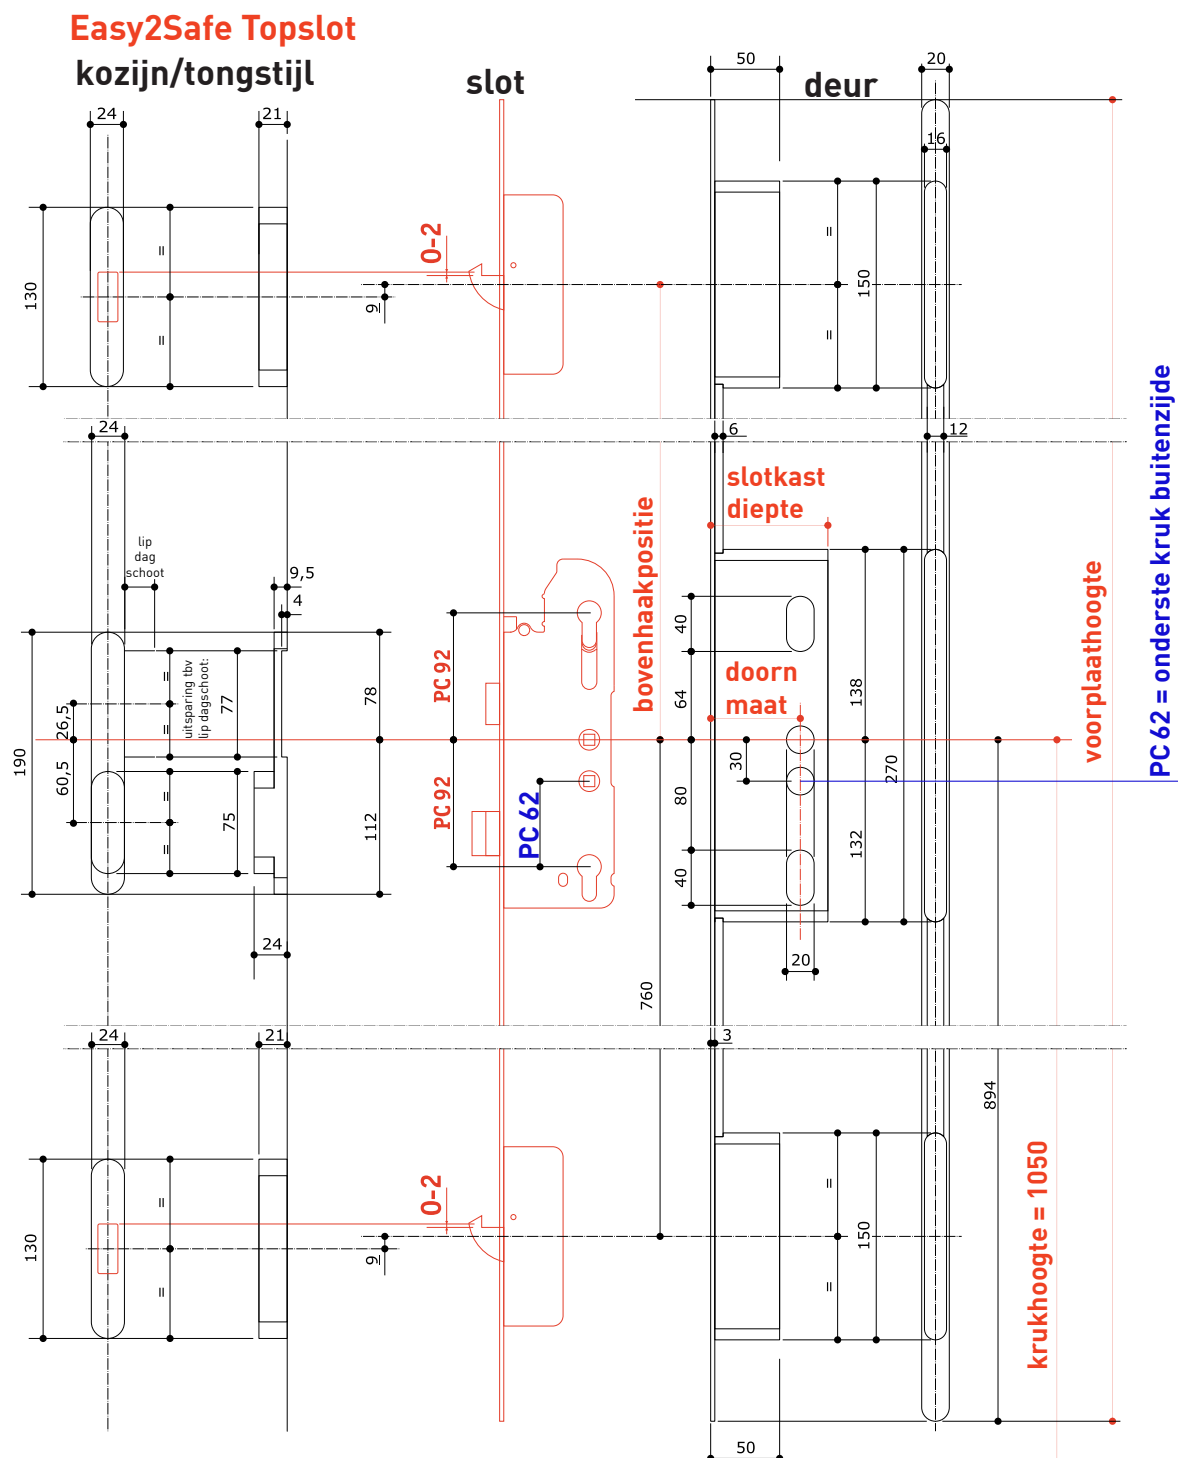 Easy2Safe Topslot
kozijn/tongstijl
slot
deur
50
20
24
21
16
=
O-2
130
9
150
=
=
=
24
6
12
slotkast
diepte
bovenhaakpositie
voorplaathoogte
PC 62 = onderste kruk buitenzijde
lip
dag
schoot
9,5
4
40
PC 92
doorn
maat
64
138
=
uitsparing tbv
lip dagschoot:
77
78
26,5
=
190
60,5
30
270
=
75
PC 92
PC 62
80
112
132
=
40
24
20
760
24
21
3
894
=
O-2
krukhoogte = 1050
130
9
150
=
=
=
50